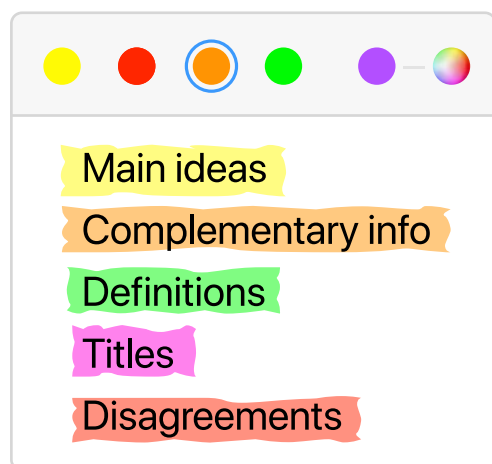 Main ideas
Complementary info
Definitions
Titles
Disagreements